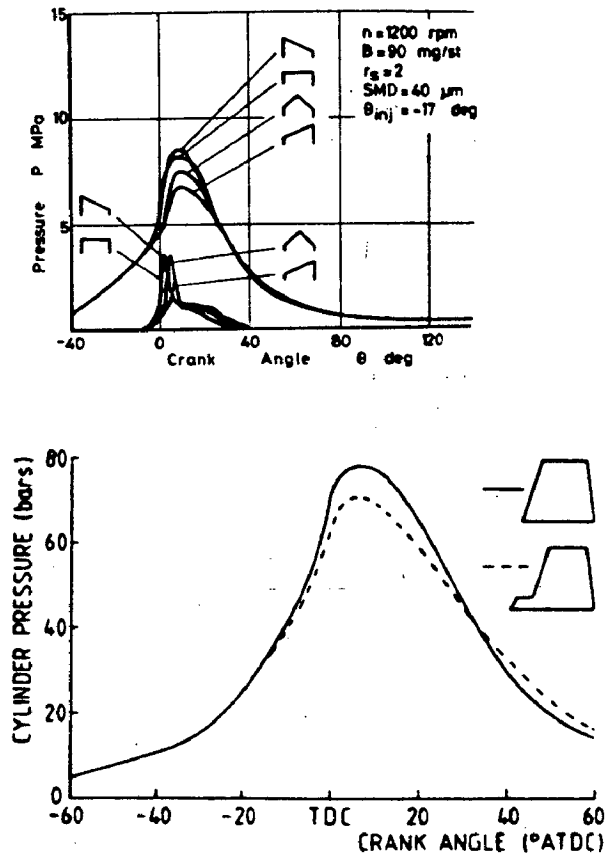 15
n=1200 rpm
B=90 mg/st
rs=2
SMD=40 μm
θinj=-17 deg
10
5
Pressure P MPa
-40 0 40 80 120
Crank Angle θ deg
80
60
40
20
0
CYLINDER PRESSURE (bars)
-60 -40 -20 TDC 20 40 60
CRANK ANGLE (°ATDC)